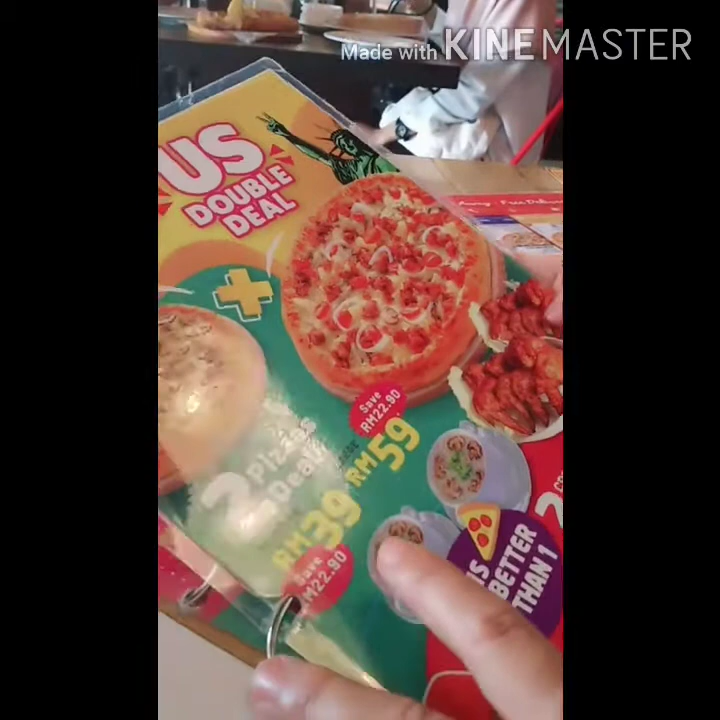 Made with KINEMASTER
US
DOUBLE
DEAL
Save
RM22.90
2 Pizzas
Deal
RM39
RM59
Save
RM22.90
IS
BETTER
THAN 1
2